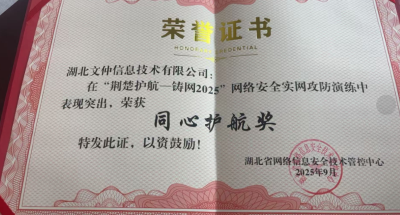 荣誉证书
湖北文仲信息技术有限公司:
在“荆楚护航—铸网2025”网络安全实网攻防演练中
表现突出，荣获
同心护航奖
特发此证，以资鼓励!
湖北省网络信息安全技术管控中心
2025年9月